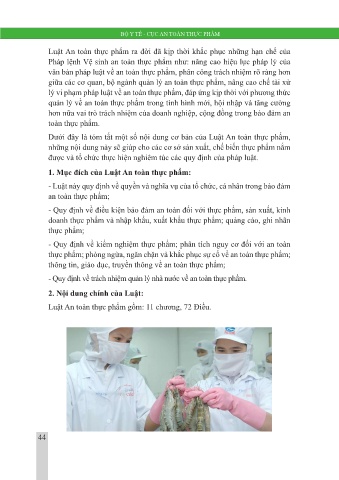 BỘ Y TẾ - CỤC AN TOÀN THỰC PHẨM
Luật An toàn thực phẩm ra đời đã kịp thời khắc phục những hạn chế của
Pháp lệnh Vệ sinh an toàn thực phẩm như: nâng cao hiệu lực pháp lý của
văn bản pháp luật về an toàn thực phẩm, phân công trách nhiệm rõ ràng hơn
giữa các cơ quan, bộ ngành quản lý an toàn thực phẩm, nâng cao chế tài xử
lý vi phạm pháp luật về an toàn thực phẩm, đáp ứng kịp thời với phương thức
quản lý về an toàn thực phẩm trong tình hình mới, hội nhập và tăng cường
hơn nữa vai trò trách nhiệm của doanh nghiệp, cộng đồng trong bảo đảm an
toàn thực phẩm.
Dưới đây là tóm tắt một số nội dung cơ bản của Luật An toàn thực phẩm,
những nội dung này sẽ giúp cho các cơ sở sản xuất, chế biến thực phẩm nắm
được và tổ chức thực hiện nghiêm túc các quy định của pháp luật.
1. Mục đích của Luật An toàn thực phẩm:
- Luật này quy định về quyền và nghĩa vụ của tổ chức, cá nhân trong bảo đảm
an toàn thực phẩm;
- Quy định về điều kiện bảo đảm an toàn đối với thực phẩm, sản xuất, kinh
doanh thực phẩm và nhập khẩu, xuất khẩu thực phẩm; quảng cáo, ghi nhãn
thực phẩm;
- Quy định về kiểm nghiệm thực phẩm; phân tích nguy cơ đối với an toàn
thực phẩm; phòng ngừa, ngăn chặn và khắc phục sự cố về an toàn thực phẩm;
thông tin, giáo dục, truyền thông về an toàn thực phẩm;
- Quy định về trách nhiệm quản lý nhà nước về an toàn thực phẩm.
2. Nội dung chính của Luật:
Luật An toàn thực phẩm gồm: 11 chương, 72 Điều.
44